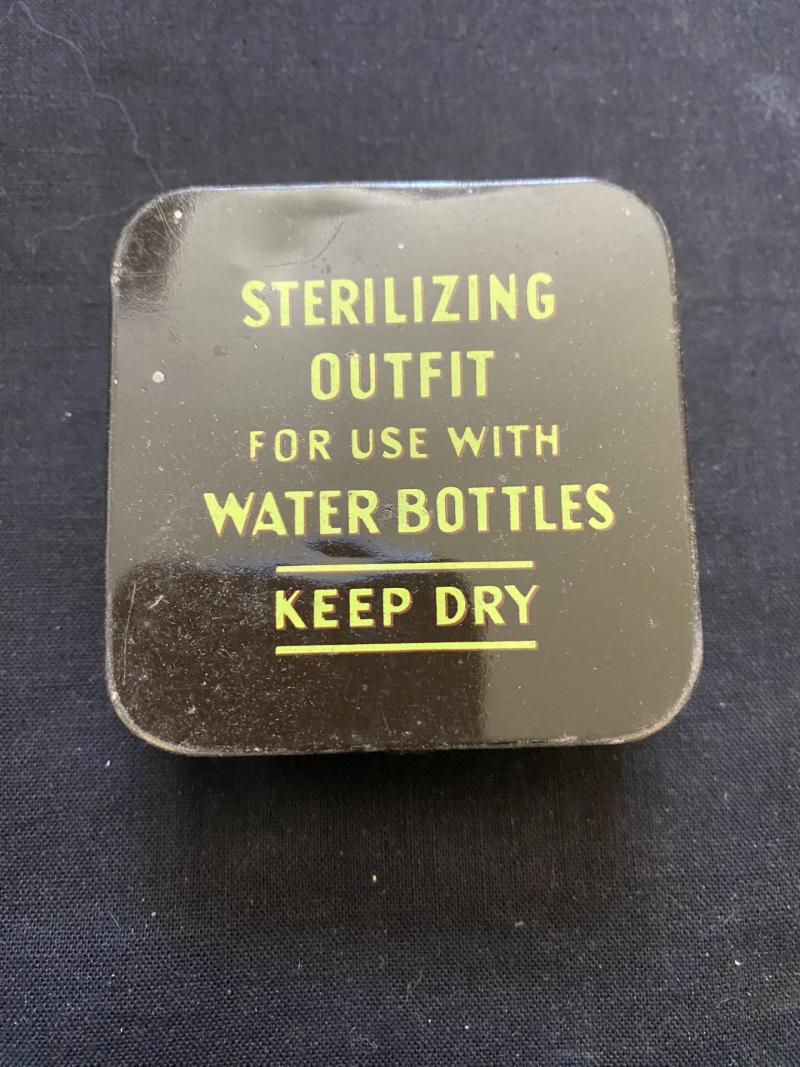 STERILIZING
OUTFIT
FOR USE WITH
WATER BOTTLES
KEEP DRY